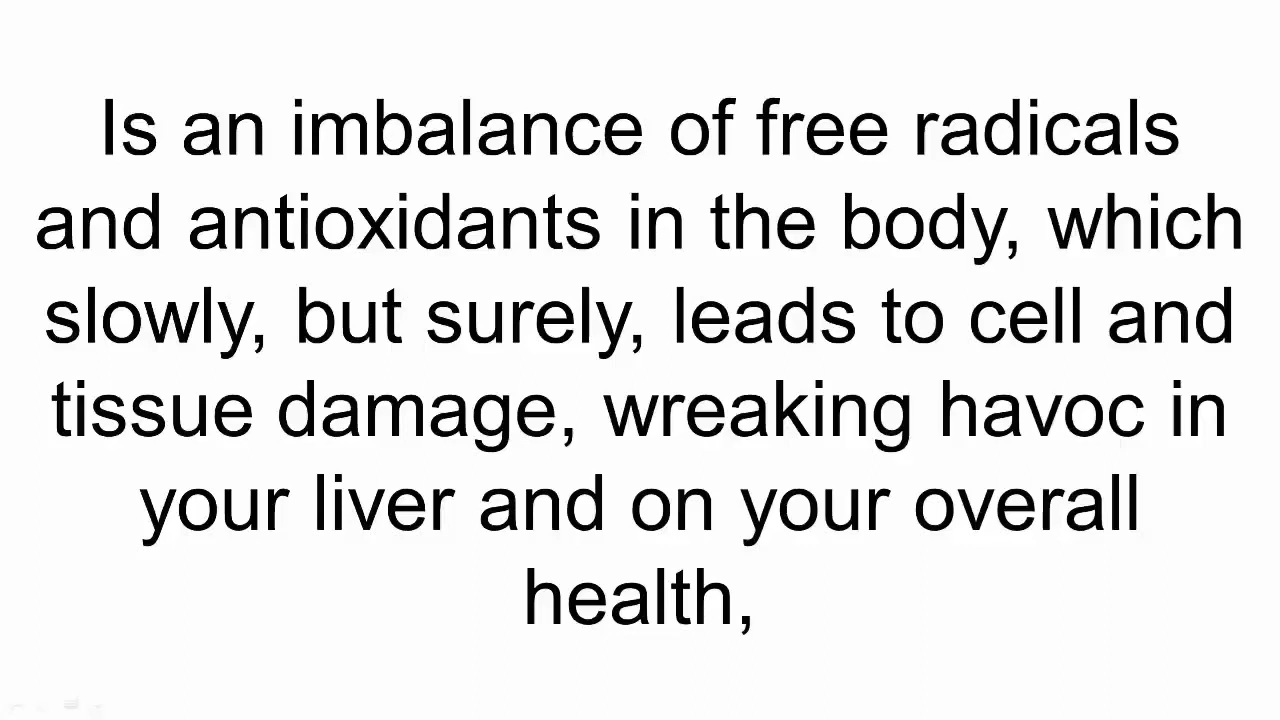 Is an imbalance of free radicals
and antioxidants in the body, which
slowly, but surely, leads to cell and
tissue damage, wreaking havoc in
your liver and on your overall
health,